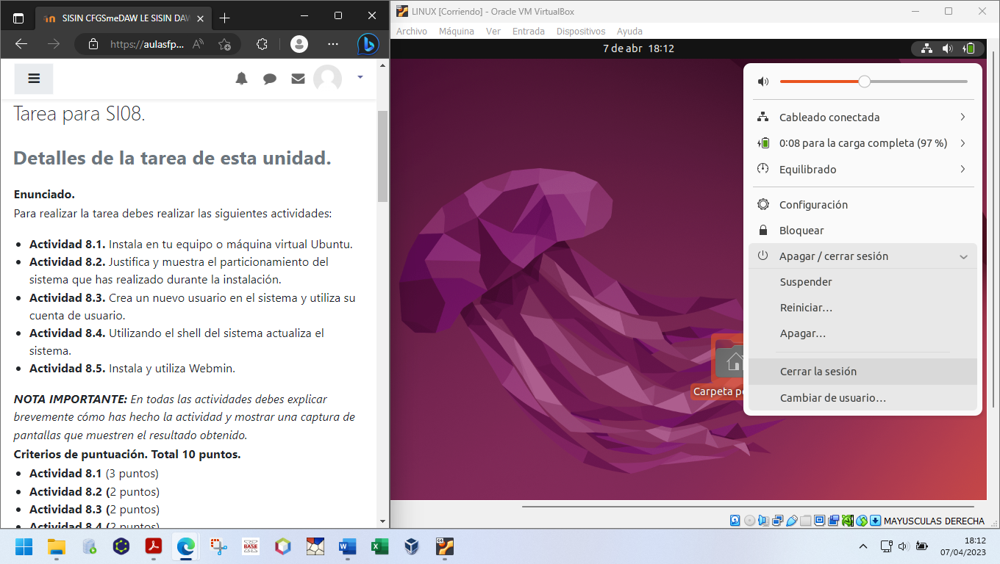 SISIN CFGSmeDAW LE SISIN DAW
https://aulasfp...
Tarea para SI08.
Detalles de la tarea de esta unidad.
Enunciado.
Para realizar la tarea debes realizar las siguientes actividades:
Actividad 8.1. Instala en tu equipo o máquina virtual Ubuntu.
Actividad 8.2. Justifica y muestra el particionamiento del
sistema que has realizado durante la instalación.
Actividad 8.3. Crea un nuevo usuario en el sistema y utiliza su
cuenta de usuario.
Actividad 8.4. Utilizando el shell del sistema actualiza el
sistema.
Actividad 8.5. Instala y utiliza Webmin.
NOTA IMPORTANTE: En todas las actividades debes explicar
brevemente cómo has hecho la actividad y mostrar una captura de
pantallas que muestren el resultado obtenido.
Criterios de puntuación. Total 10 puntos.
Actividad 8.1 (3 puntos)
Actividad 8.2 (2 puntos)
Actividad 8.3 (2 puntos)
Actividad 8.4 (2 puntos)
LINUX [Corriendo] - Oracle VM VirtualBox
Archivo Máquina Ver Entrada Dispositivos Ayuda
7 de abr 18:12
Cableado conectada
0:08 para la carga completa (97 %)
Equilibrado
Configuración
Bloquear
Apagar / cerrar sesión
Suspender
Reiniciar...
Apagar...
Cerrar la sesión
Cambiar de usuario...
Carpeta pe
MAYUSCULAS DERECHA
BASE
64
18:12
07/04/2023